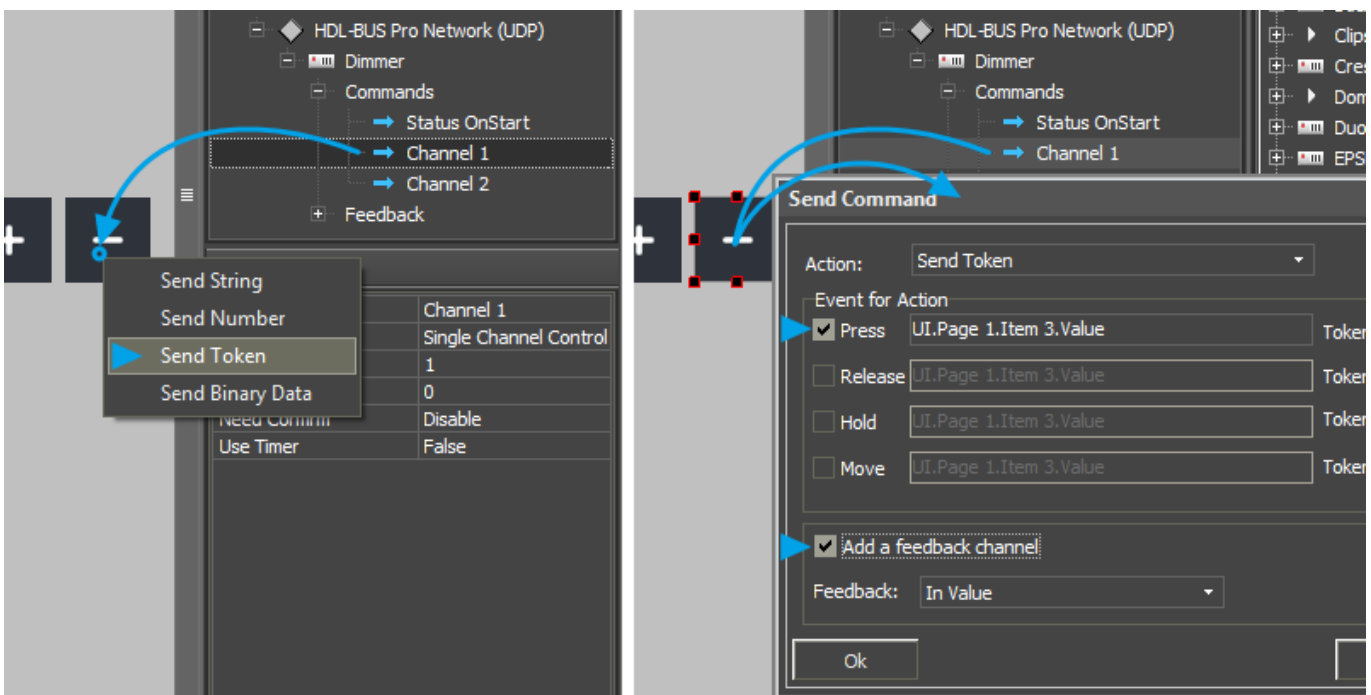 HDL-BUS Pro Network (UDP)
Dimmer
Commands
Status OnStart
Channel 1
Channel 2
Feedback
Send String
Send Number
Send Token
Send Binary Data
Channel 1
Single Channel Control
1
0
Need Confirm Disable
Use Timer False
HDL-BUS Pro Network (UDP)
Dimmer
Commands
Status OnStart
Channel 1
Clips
Cres
Dom
Duo
EPS
Send Command
Action: Send Token
Event for Action
Press UI.Page 1.Item 3.Value Token
Release UI.Page 1.Item 3.Value Token
Hold UI.Page 1.Item 3.Value Token
Move UI.Page 1.Item 3.Value Token
Add a feedback channel
Feedback: In Value
Ok